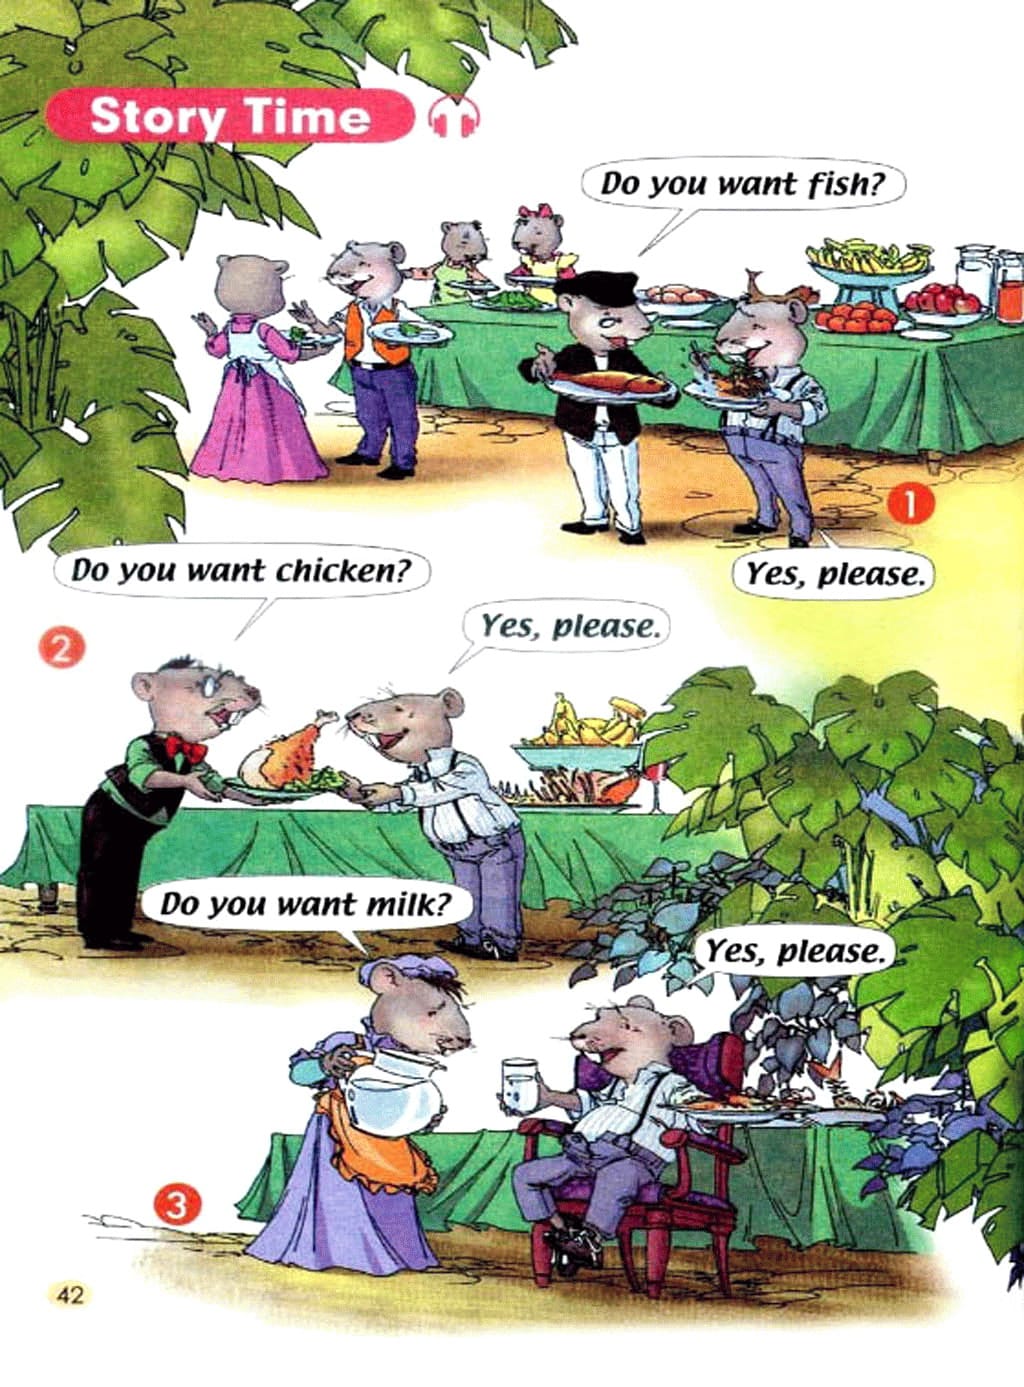 Story Time
Do you want fish?
1
Yes, please.
Do you want chicken?
Yes, please.
2
Do you want milk?
Yes, please.
3
42